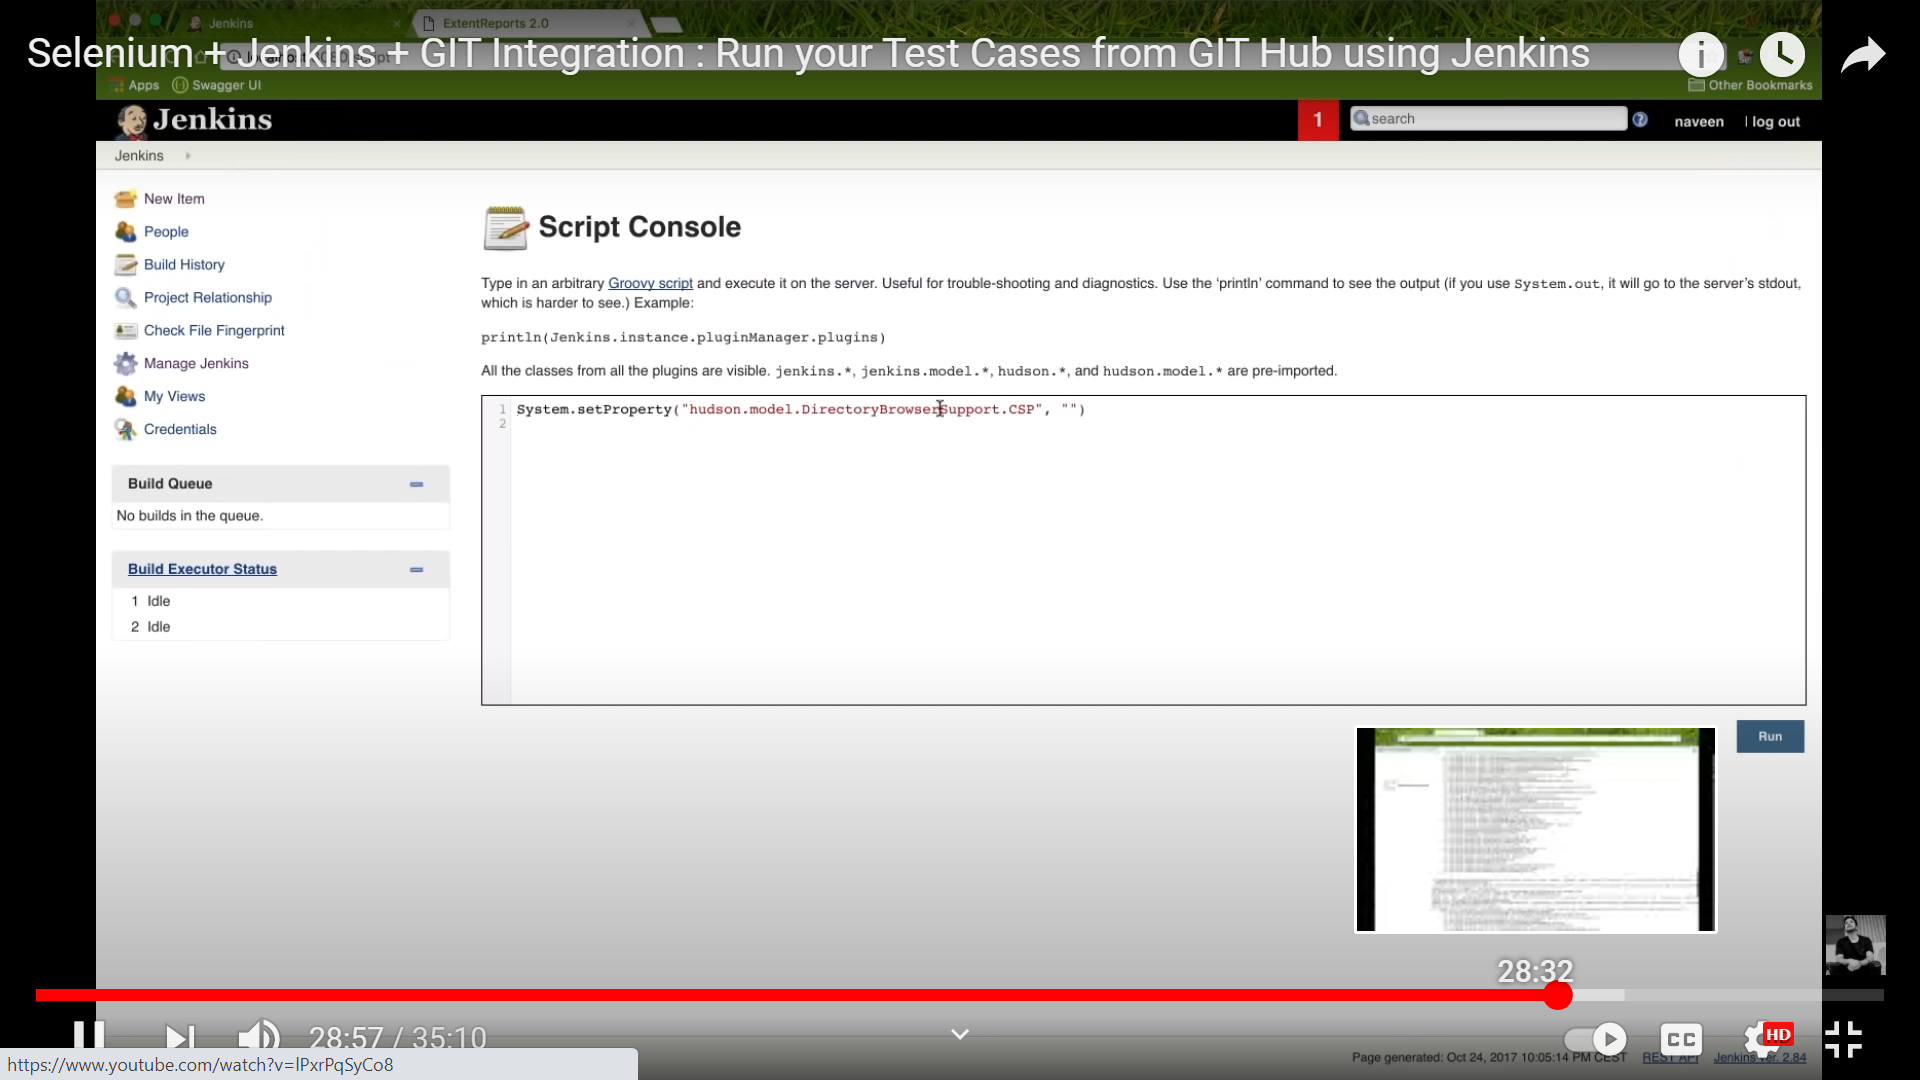 Jenkins
ExtentReports 2.0
Selenium + Jenkins + GIT Integration : Run your Test Cases from GIT Hub using Jenkins
Apps
Swagger UI
Other Bookmarks
Jenkins
1
search
naveen
| log out
Jenkins
New Item
People
Build History
Project Relationship
Check File Fingerprint
Manage Jenkins
My Views
Credentials
Build Queue
No builds in the queue.
Build Executor Status
1 Idle
2 Idle
Script Console
Type in an arbitrary Groovy script and execute it on the server. Useful for trouble-shooting and diagnostics. Use the 'println' command to see the output (if you use System.out, it will go to the server's stdout,
which is harder to see.) Example:
println(Jenkins.instance.pluginManager.plugins)
All the classes from all the plugins are visible. jenkins.*, jenkins.model.*, hudson.*, and hudson.model.* are pre-imported.
1 System.setProperty("hudson.model.DirectoryBrowserSupport.CSP", "")
2
Run
28:32
28:57 / 35:10
CC
HD
Page generated: Oct 24, 2017 10:05:14 PM CEST
REST API
Jenkins ver. 2.84
https://www.youtube.com/watch?v=lPxrPqSyCo8